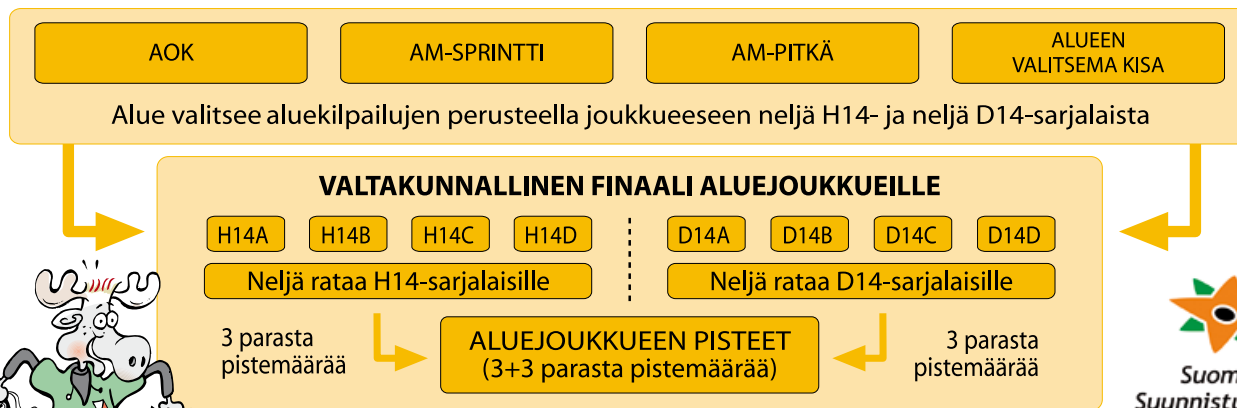 AOK
AM-SPRINTTI
AM-PITKÄ
ALUEEN
VALITSEMA KISA
Alue valitsee aluekilpailujen perusteella joukkueeseen neljä H14- ja neljä D14-sarjalaista
VALTAKUNNALLINEN FINAALI ALUEJOUKKUEILLE
H14A H14B H14C H14D
D14A D14B D14C D14D
Neljä rataa H14-sarjalaisille
Neljä rataa D14-sarjalaisille
3 parasta
pistemäärää
ALUEJOUKKUEEN PISTEET
(3+3 parasta pistemäärää)
3 parasta
pistemäärää